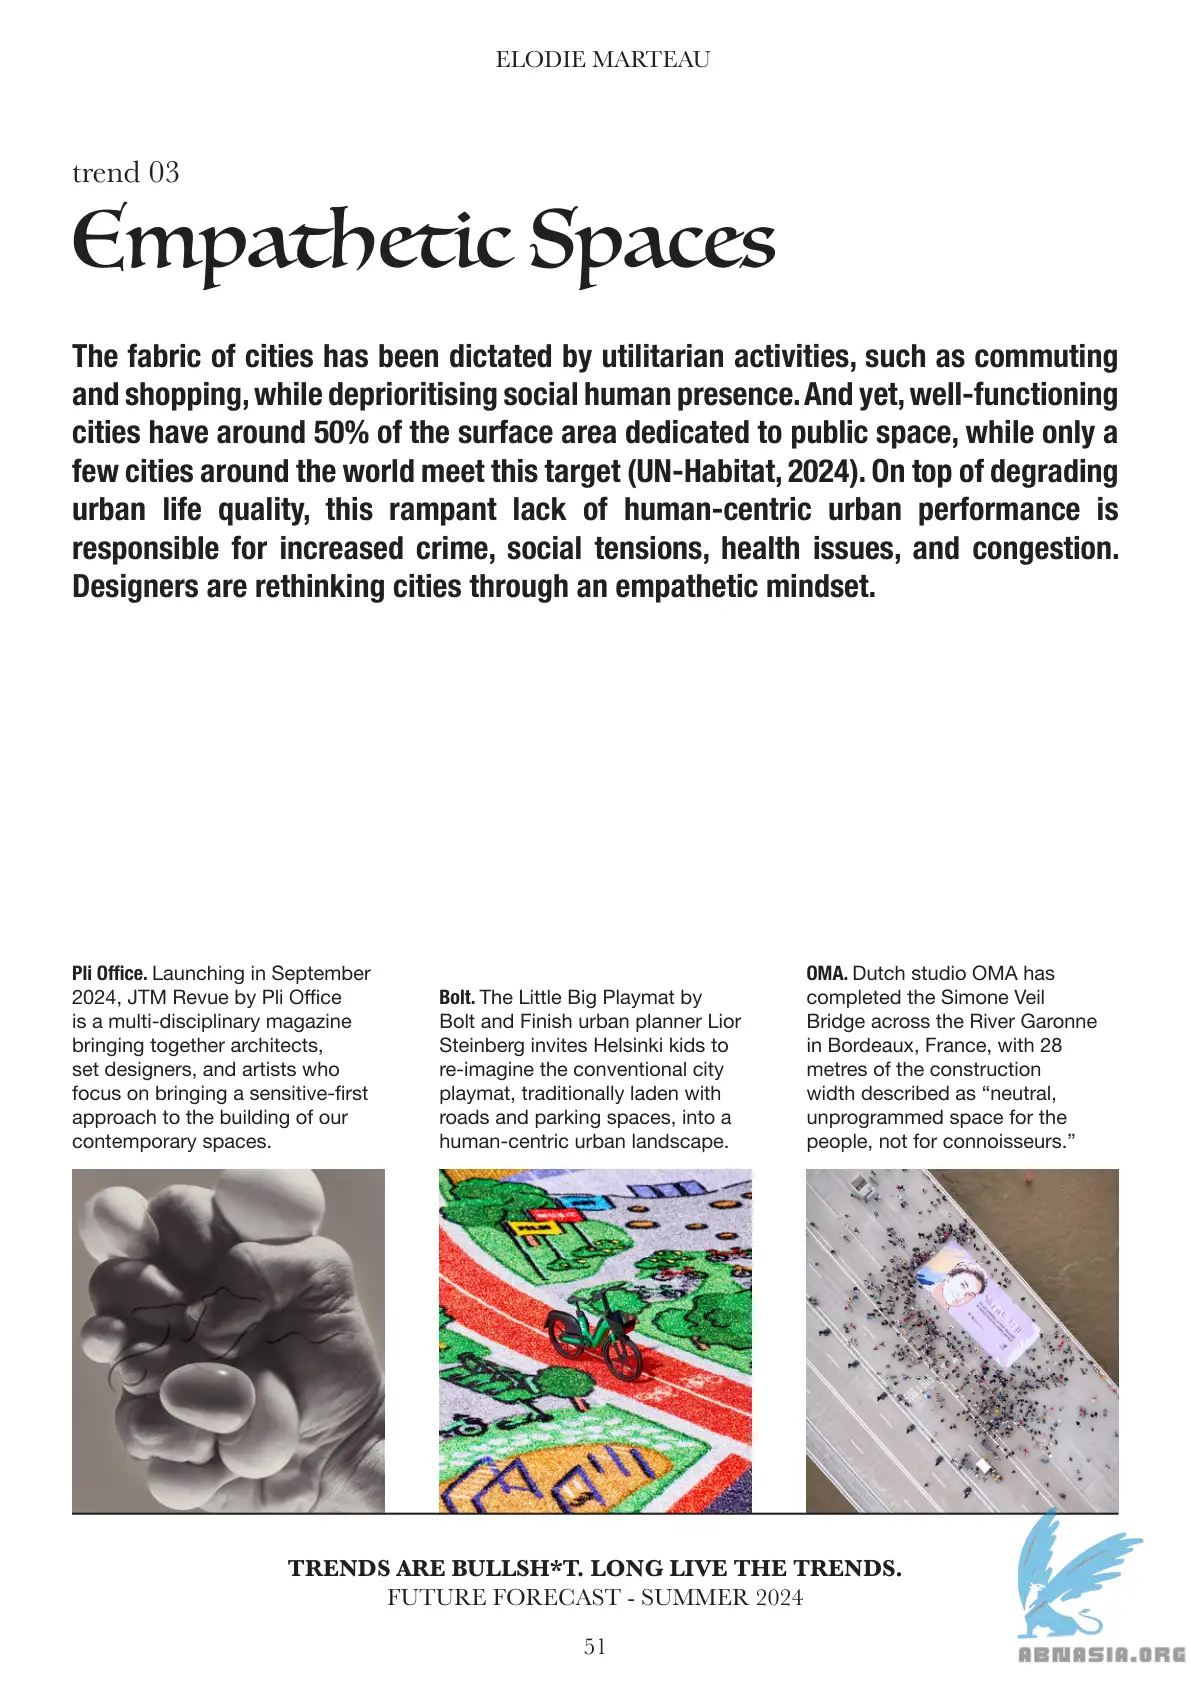 ELODIE MARTEAU
trend 03
Empathetic Spaces
The fabric of cities has been dictated by utilitarian activities, such as commuting
and shopping, while deprioritising social human presence. And yet, well-functioning
cities have around 50% of the surface area dedicated to public space, while only a
few cities around the world meet this target (UN-Habitat, 2024). On top of degrading
urban life quality, this rampant lack of human-centric urban performance is
responsible for increased crime, social tensions, health issues, and congestion.
Designers are rethinking cities through an empathetic mindset.
Pli Office. Launching in September
2024, JTM Revue by Pli Office
is a multi-disciplinary magazine
bringing together architects,
set designers, and artists who
focus on bringing a sensitive-first
approach to the building of our
contemporary spaces.
Bolt. The Little Big Playmat by
Bolt and Finish urban planner Lior
Steinberg invites Helsinki kids to
re-imagine the conventional city
playmat, traditionally laden with
roads and parking spaces, into a
human-centric urban landscape.
OMA. Dutch studio OMA has
completed the Simone Veil
Bridge across the River Garonne
in Bordeaux, France, with 28
metres of the construction
width described as “neutral,
unprogrammed space for the
people, not for connoisseurs.”
TRENDS ARE BULLSH*T. LONG LIVE THE TRENDS.
FUTURE FORECAST - SUMMER 2024
51
ABNASIA.ORG